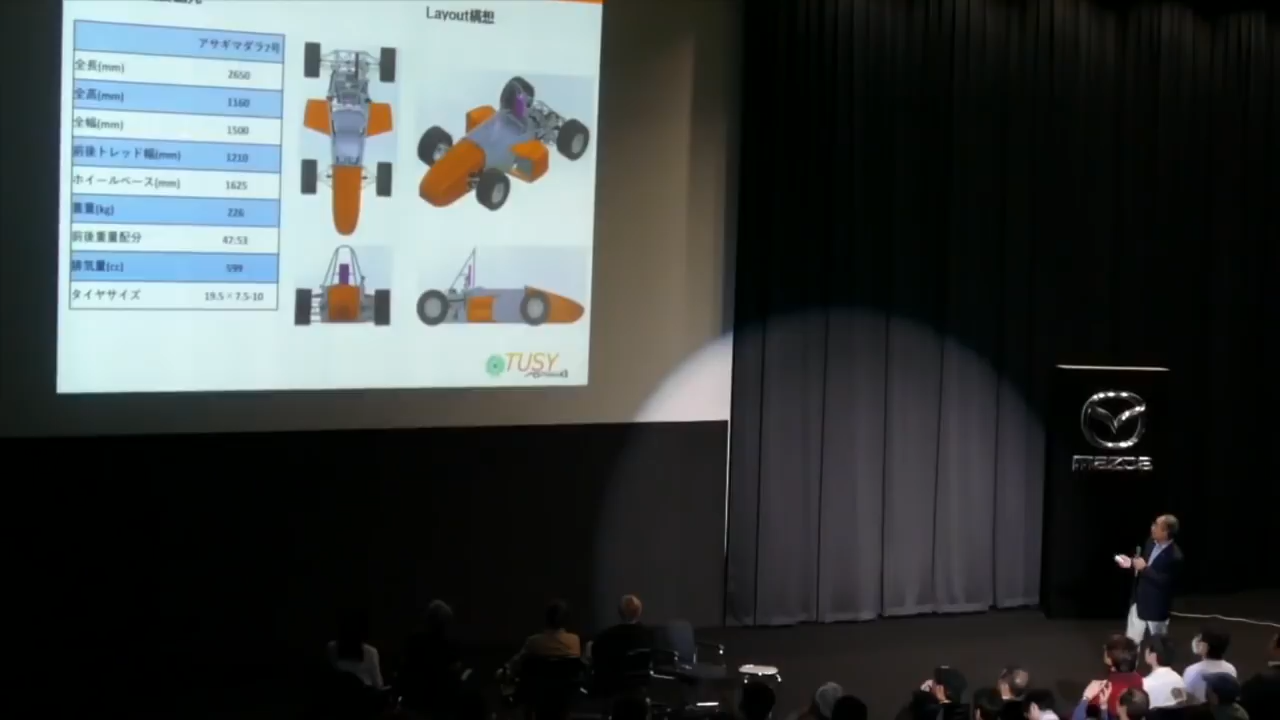 Layout構想
アサギマダラ7号
全長(mm) 2650
全高(mm) 1160
全幅(mm) 1500
前後トレッド幅(mm) 1210
ホイールベース(mm) 1625
重量(kg) 226
前後重量配分 47:53
排気量(cc) 599
タイヤサイズ 19.5×7.5-10
TUSY
mazda